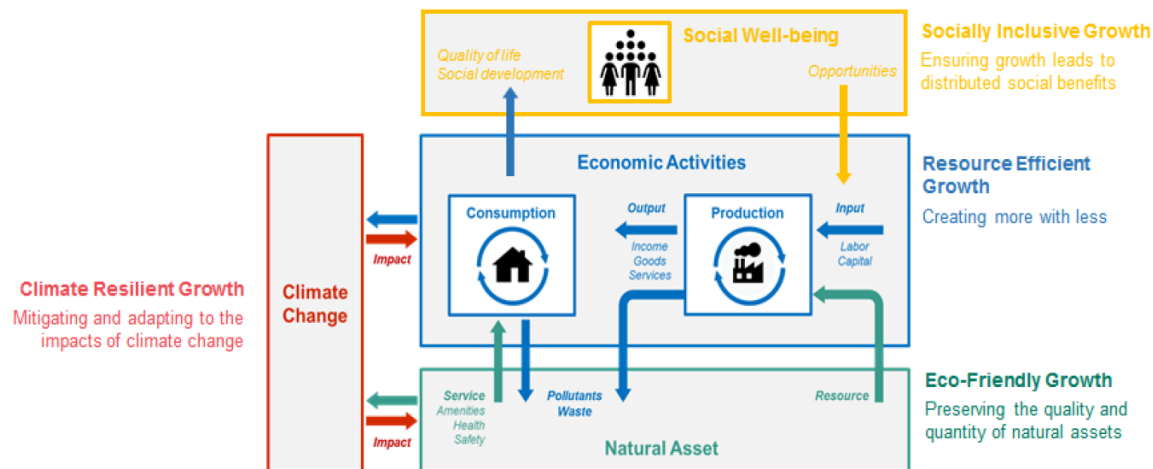 Social Well-being
Quality of life
Social development
Opportunities
Socially Inclusive Growth
Ensuring growth leads to
distributed social benefits
Economic Activities
Consumption
Output
Income
Goods
Services
Production
Input
Labor
Capital
Resource Efficient
Growth
Creating more with less
Impact
Climate
Change
Climate Resilient Growth
Mitigating and adapting to the
impacts of climate change
Impact
Service
Amenities
Health
Safety
Pollutants
Waste
Resource
Natural Asset
Eco-Friendly Growth
Preserving the quality and
quantity of natural assets